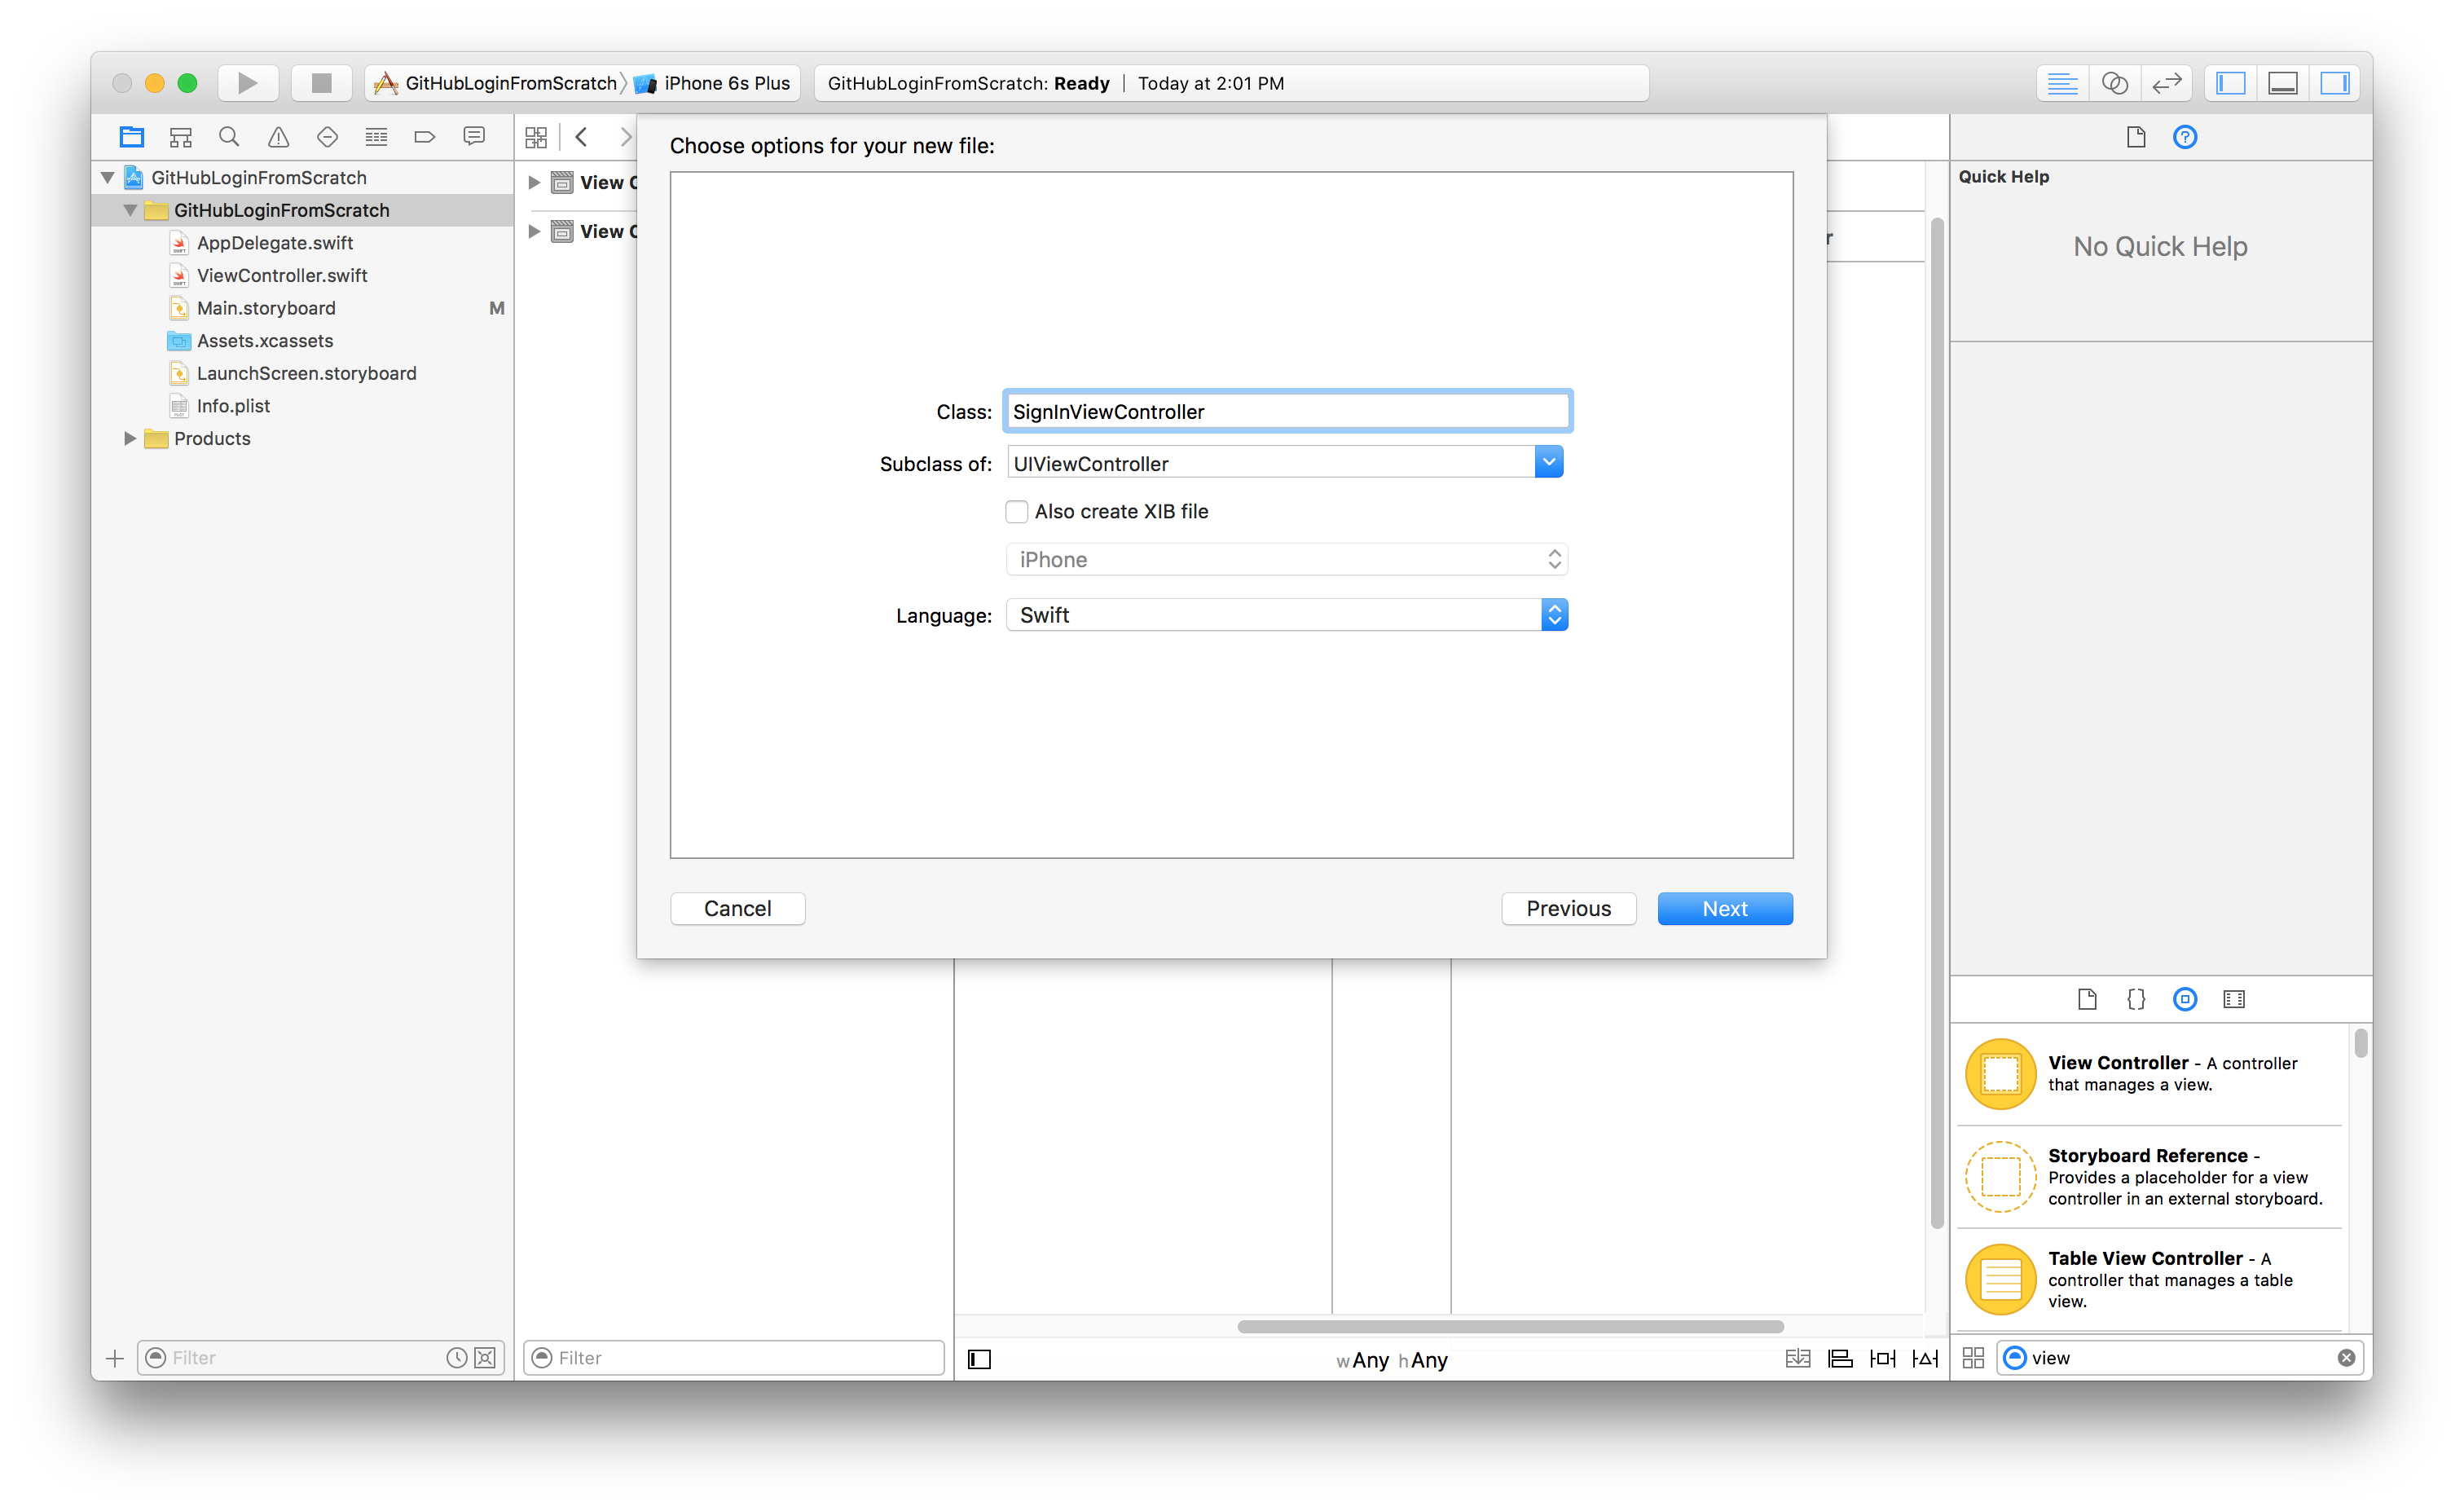 GitHubLoginFromScratch
iPhone 6s Plus
GitHubLoginFromScratch: Ready | Today at 2:01 PM
GitHubLoginFromScratch
GitHubLoginFromScratch
AppDelegate.swift
ViewController.swift
Main.storyboard M
Assets.xcassets
LaunchScreen.storyboard
Info.plist
Products
Filter
View C
View C
Filter
Choose options for your new file:
Class: SignInViewController
Subclass of: UIViewController
Also create XIB file
iPhone
Language: Swift
Cancel
Previous
Next
r
wAny hAny
Quick Help
No Quick Help
View Controller - A controller
that manages a view.
Storyboard Reference -
Provides a placeholder for a view
controller in an external storyboard.
Table View Controller - A
controller that manages a table
view.
view